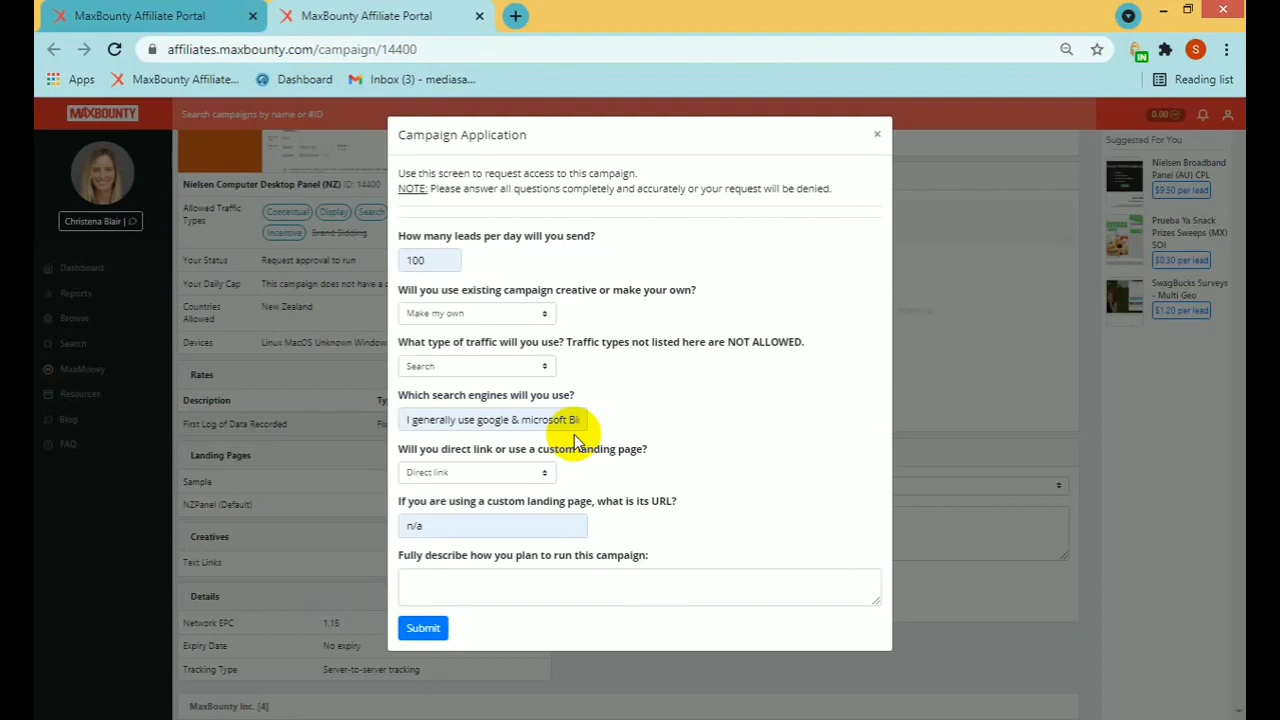 MaxBounty Affiliate Portal
MaxBounty Affiliate Portal
affiliates.maxbounty.com/campaign/14400
Apps
MaxBounty Affiliate...
Dashboard
Inbox (3) - mediasa...
Reading list
MAXBOUNTY
Search campaigns by name or #ID
0.00
Christena Blair
Dashboard
Reports
Browse
Search
MaxMoney
Resources
Blog
FAQ
Nielsen Computer Desktop Panel (NZ) ID: 14400
Allowed Traffic Types
Contextual Display Search
Incentive Brand Bidding
Your Status Request approval to run
Your Daily Cap This campaign does not have a
Countries Allowed New Zealand
Devices Linux MacOS Unknown Window
Rates
Description
First Log of Data Recorded
Landing Pages
Sample
NZPanel (Default)
Creatives
Text Links
Details
Network EPC 1.15
Expiry Date No expiry
Tracking Type Server-to-server tracking
MaxBounty Inc. [4]
Campaign Application
×
Use this screen to request access to this campaign.
NOTE: Please answer all questions completely and accurately or your request will be denied.
How many leads per day will you send?
100
Will you use existing campaign creative or make your own?
Make my own
What type of traffic will you use? Traffic types not listed here are NOT ALLOWED.
Search
Which search engines will you use?
I generally use google & microsoft Bi
Will you direct link or use a custom landing page?
Direct link
If you are using a custom landing page, what is its URL?
n/a
Fully describe how you plan to run this campaign:
Submit
Suggested For You
Nielsen Broadband
Panel (AU) CPL
$9.50 per lead
Prueba Ya Snack
Prizes Sweeps (MX)
SOI
$0.30 per lead
SwagBucks Surveys
- Multi Geo
$1.20 per lead
IN
S